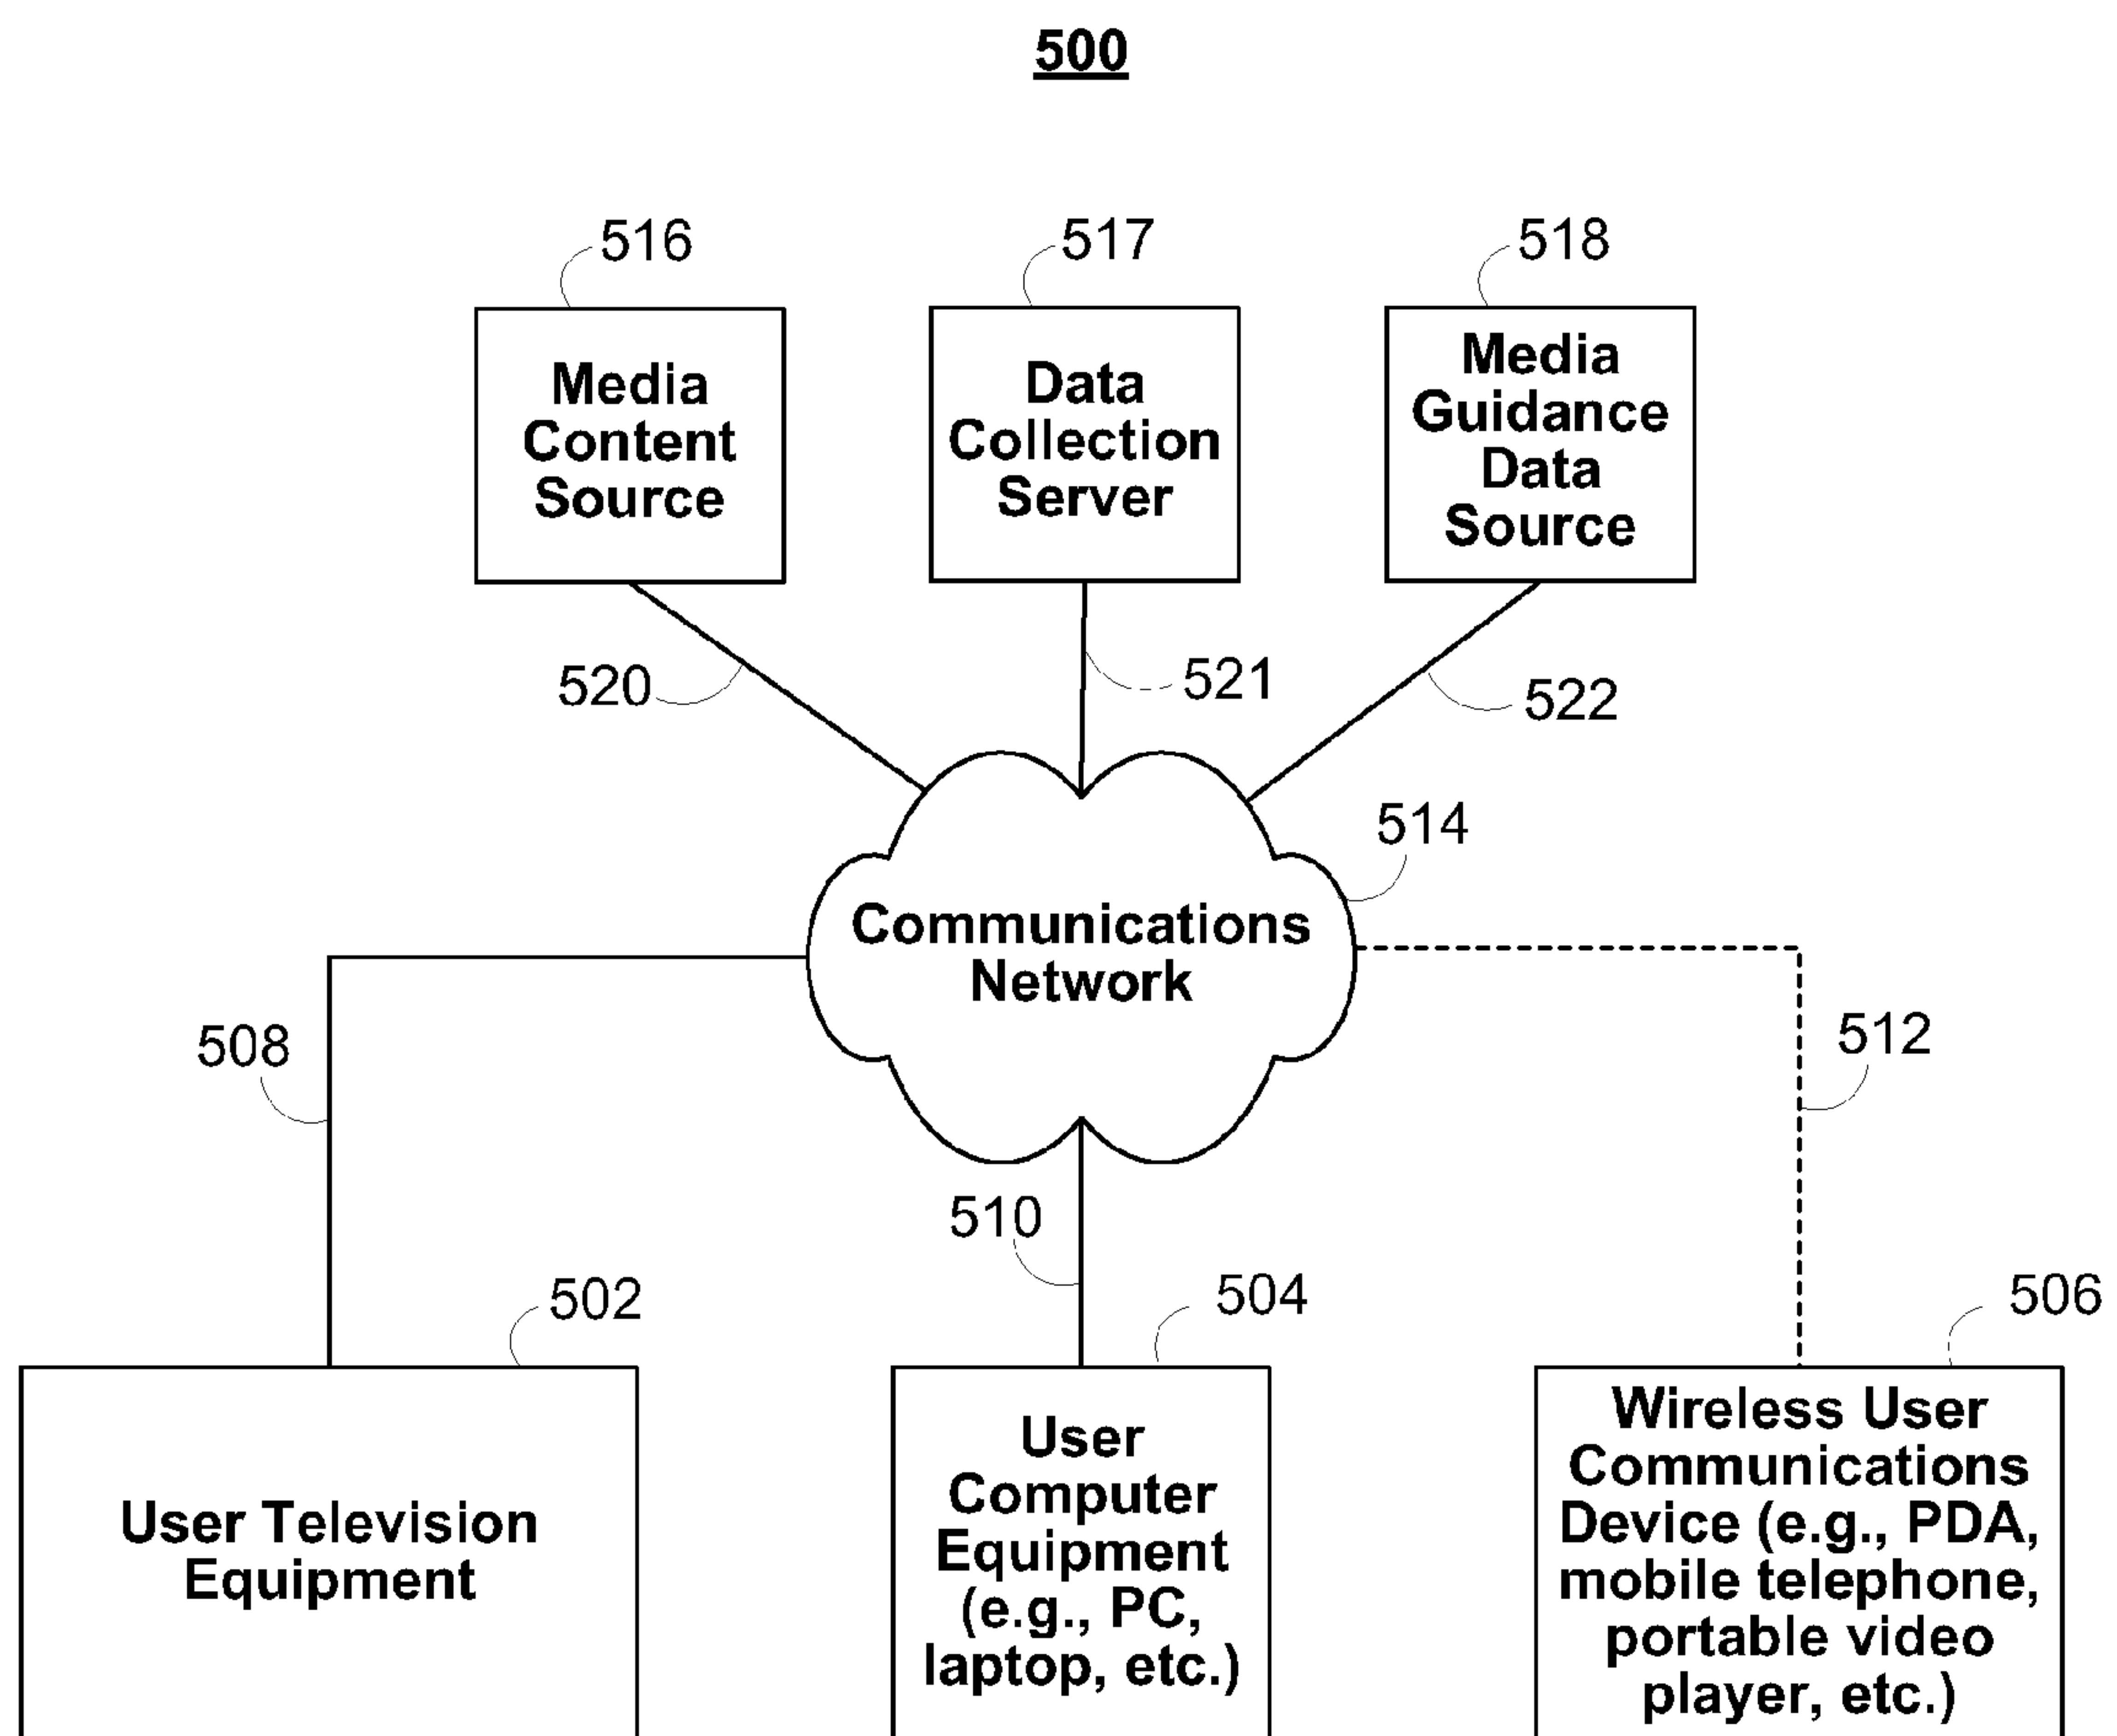 500
516
517
518
Media
Content
Source
Data
Collection
Server
Media
Guidance
Data
Source
520
521
522
514
Communications
Network
508
512
510
502
504
506
User Television
Equipment
User
Computer
Equipment
(e.g., PC,
laptop, etc.)
Wireless User
Communications
Device (e.g., PDA,
mobile telephone,
portable video
player, etc.)